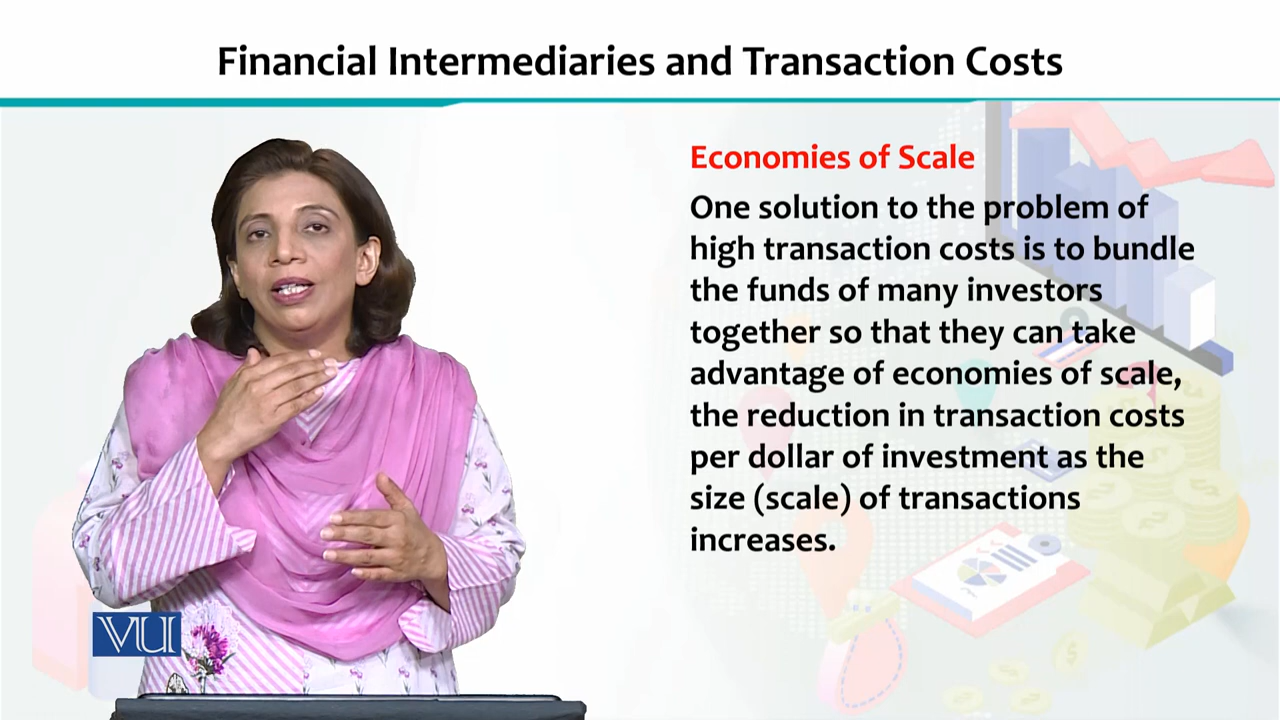 Financial Intermediaries and Transaction Costs
Economies of Scale
One solution to the problem of
high transaction costs is to bundle
the funds of many investors
together so that they can take
advantage of economies of scale,
the reduction in transaction costs
per dollar of investment as the
size (scale) of transactions
increases.
VU